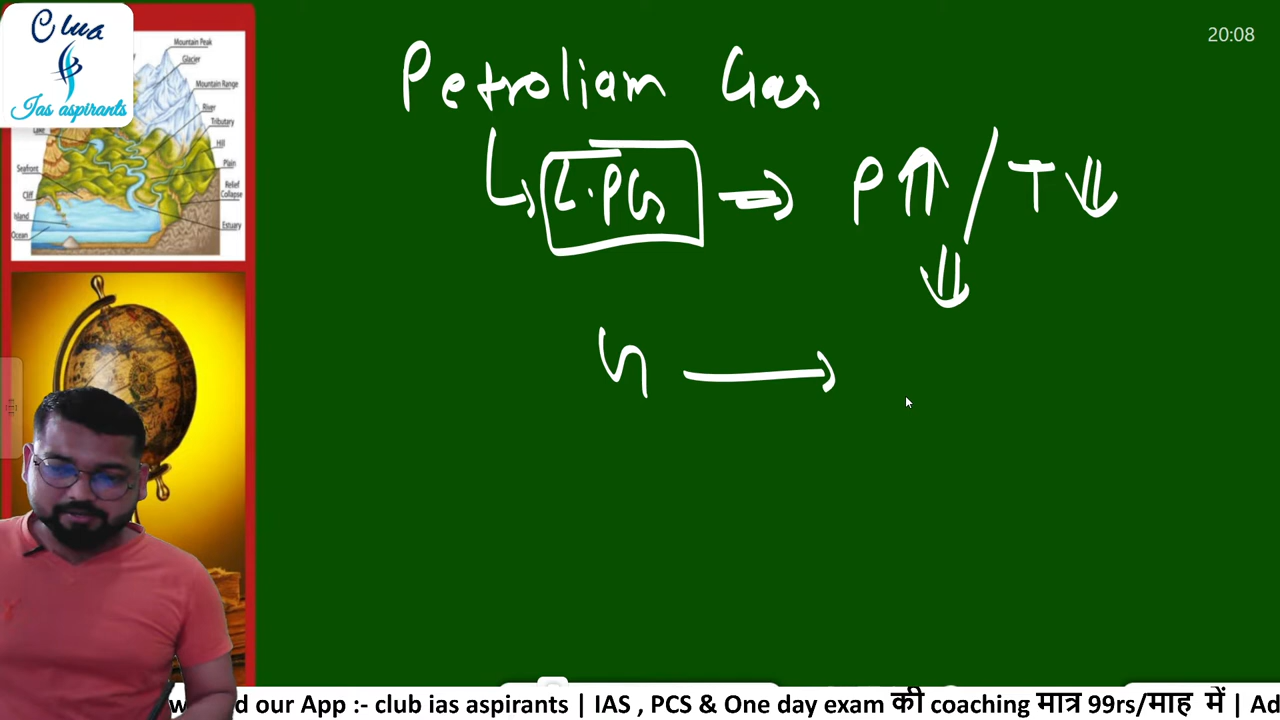 Clua
Ias aspirants
Mountain Peak
Glacier
Mountain Range
River
Tributary
Lake
Hill
Seafront
Plain
Relief
Collapse
Cliff
Island
Estuary
Ocean
20:08
Petroliam Gas
L.PG → P⇑ / T⇓
d our App :- club ias aspirants | IAS , PCS & One day exam की coaching मात्र 99rs/माह में | Ad